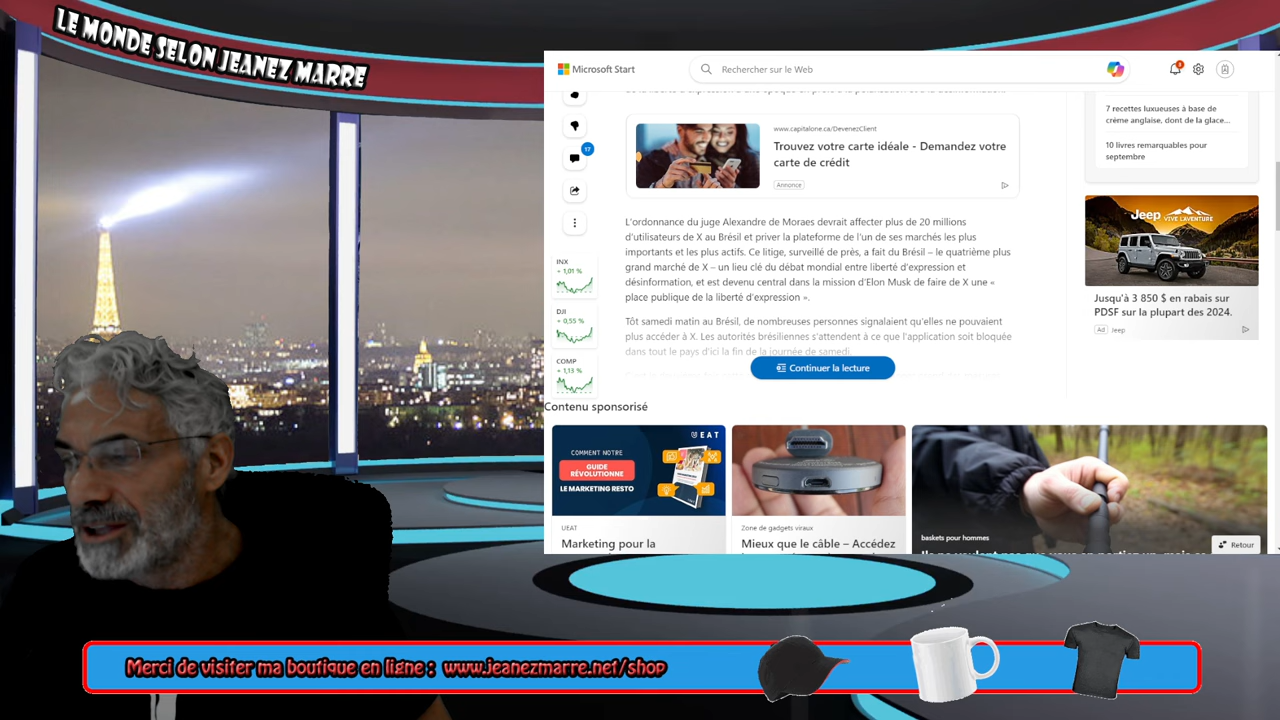 LE MONDE SELON JEANEZ MARRE
Microsoft Start
Rechercher sur le Web
17
7 recettes luxueuses à base de
crème anglaise, dont de la glace...
10 livres remarquables pour
septembre
www.capitalone.ca/DevenezClient
Trouvez votre carte idéale - Demandez votre
carte de crédit
Annonce
L'ordonnance du juge Alexandre de Moraes devrait affecter plus de 20 millions
d'utilisateurs de X au Brésil et priver la plateforme de l'un de ses marchés les plus
importants et les plus actifs. Ce litige, surveillé de près, a fait du Brésil – le quatrième plus
grand marché de X – un lieu clé du débat mondial entre liberté d'expression et
désinformation, et est devenu central dans la mission d'Elon Musk de faire de X une «
place publique de la liberté d'expression ».
Tôt samedi matin au Brésil, de nombreuses personnes signalaient qu'elles ne pouvaient
plus accéder à X. Les autorités brésiliennes s'attendent à ce que l'application soit bloquée
dans tout le pays d'ici la fin de la journée de samedi.
Continuer la lecture
INX
+ 1,01 %
DJI
+ 0,55 %
COMP
+ 1,13 %
Jeep VIVE L'AVENTURE
Jusqu'à 3 850 $ en rabais sur
PDSF sur la plupart des 2024.
Ad Jeep
Contenu sponsorisé
UEAT
COMMENT NOTRE
GUIDE
RÉVOLUTIONNE
LE MARKETING RESTO
UEAT
Marketing pour la
Zone de gadgets viraux
Mieux que le câble – Accédez
baskets pour hommes
Retour
Merci de visiter ma boutique en ligne : www.jeanezmarre.net/shop